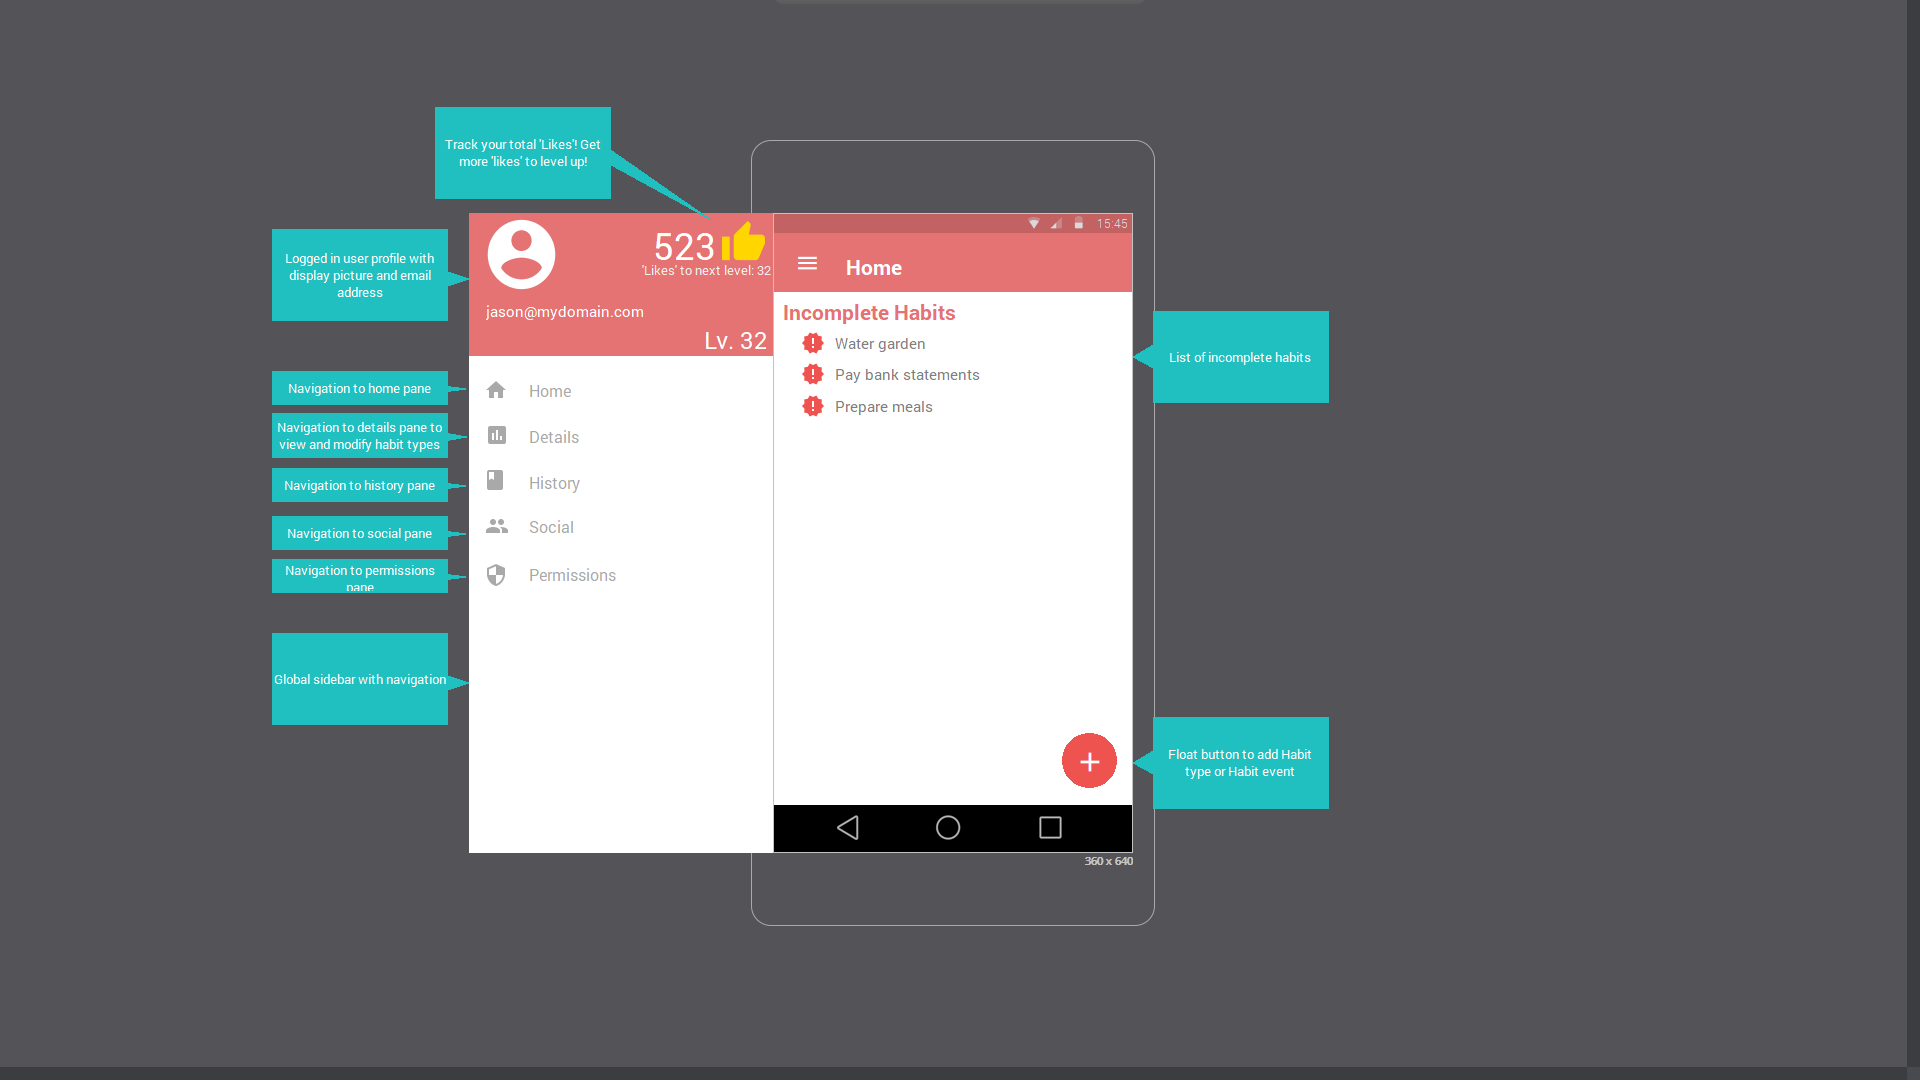 Track your total 'Likes'! Get
more 'likes' to level up!
Logged in user profile with
display picture and email
address
523
'Likes' to next level: 32
jason@mydomain.com
Lv. 32
15:45
Home
Incomplete Habits
Water garden
Pay bank statements
Prepare meals
List of incomplete habits
Navigation to home pane
Home
Navigation to details pane to
view and modify habit types
Details
Navigation to history pane
History
Navigation to social pane
Social
Navigation to permissions
pane
Permissions
Global sidebar with navigation
Float button to add Habit
type or Habit event
360 x 640